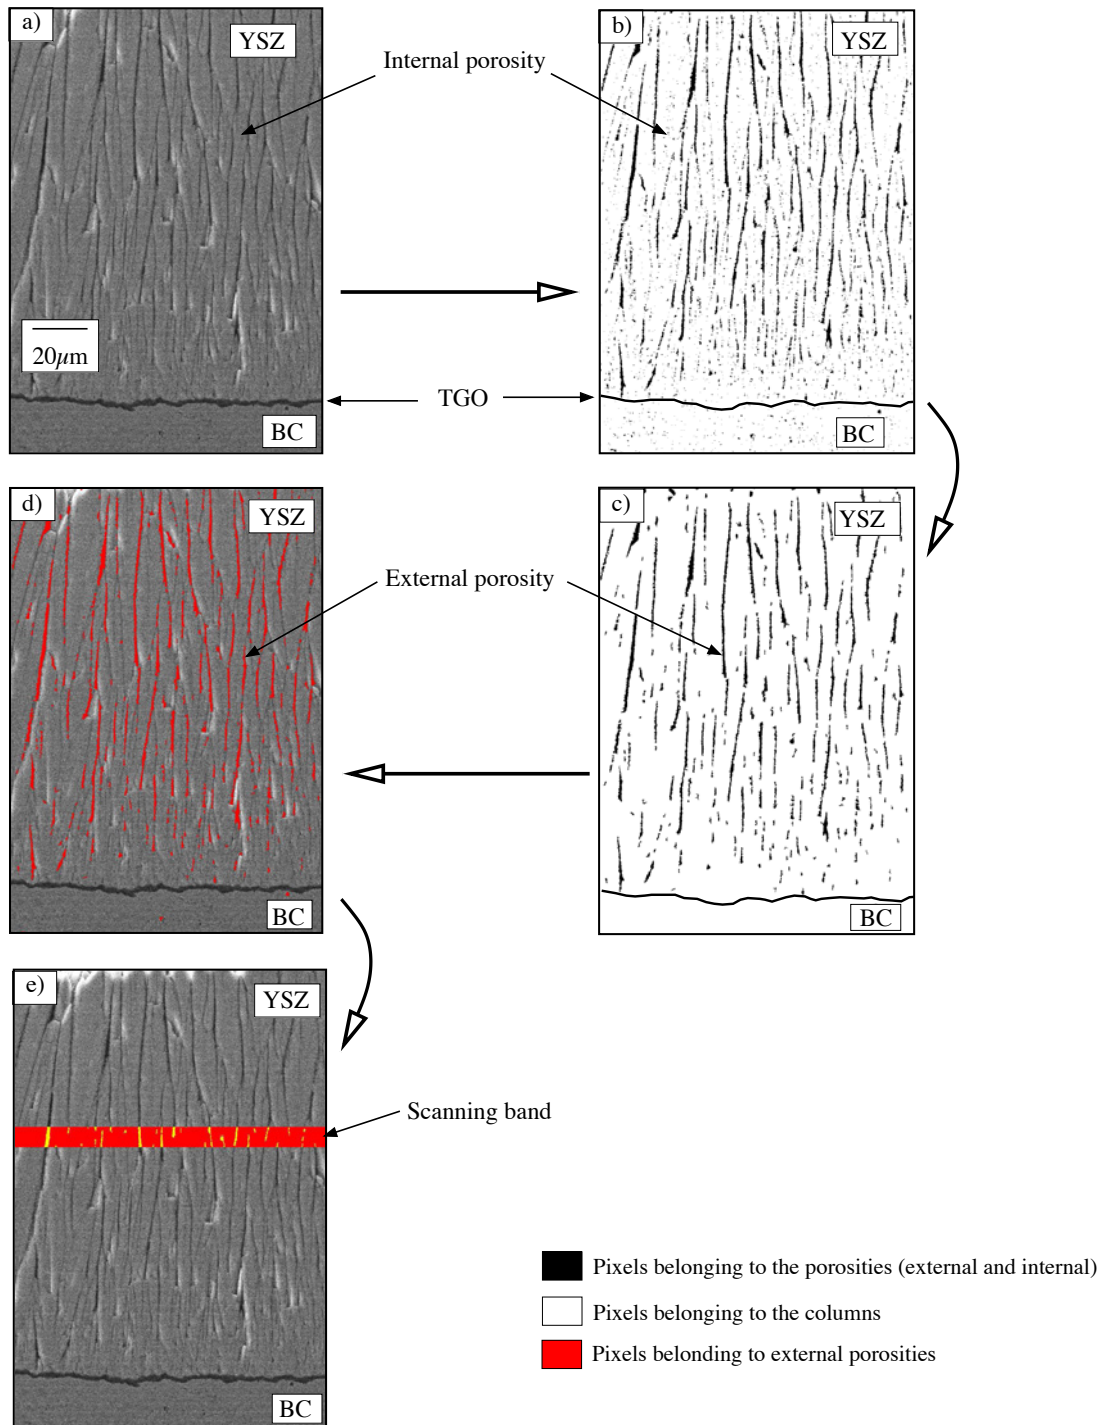 a)
YSZ
Internal porosity
b)
YSZ
20µm
TGO
BC
BC
d)
YSZ
c)
YSZ
External porosity
BC
BC
e)
YSZ
Scanning band
Pixels belonging to the porosities (external and internal)
Pixels belonging to the columns
Pixels belonding to external porosities
BC